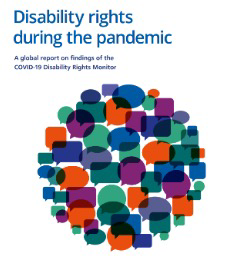 Disability rights
during the pandemic
A global report on findings of the
COVID-19 Disability Rights Monitor